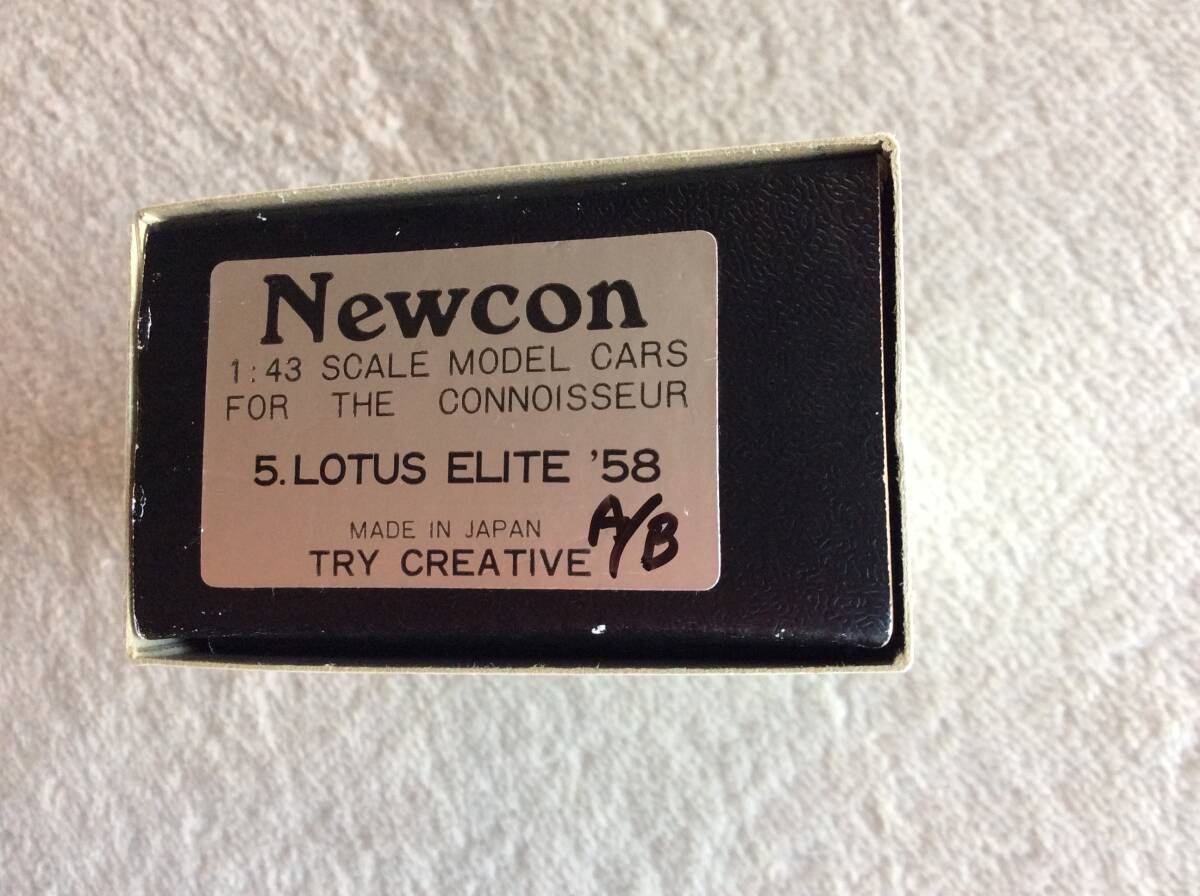 Newcon
1:43 SCALE MODEL CARS
FOR THE CONNOISSEUR
5. LOTUS ELITE '58
MADE IN JAPAN
TRY CREATIVE
A/B